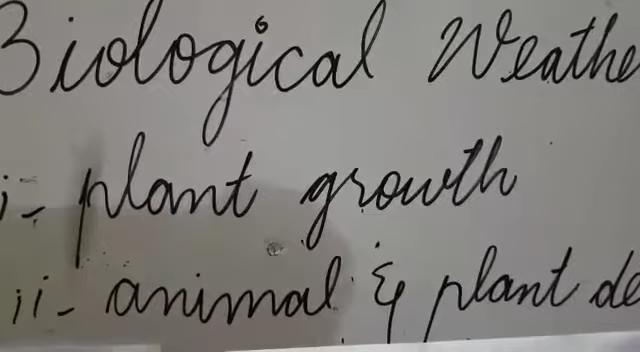 Biological Weathe
i- plant growth
ii- animal & plant de